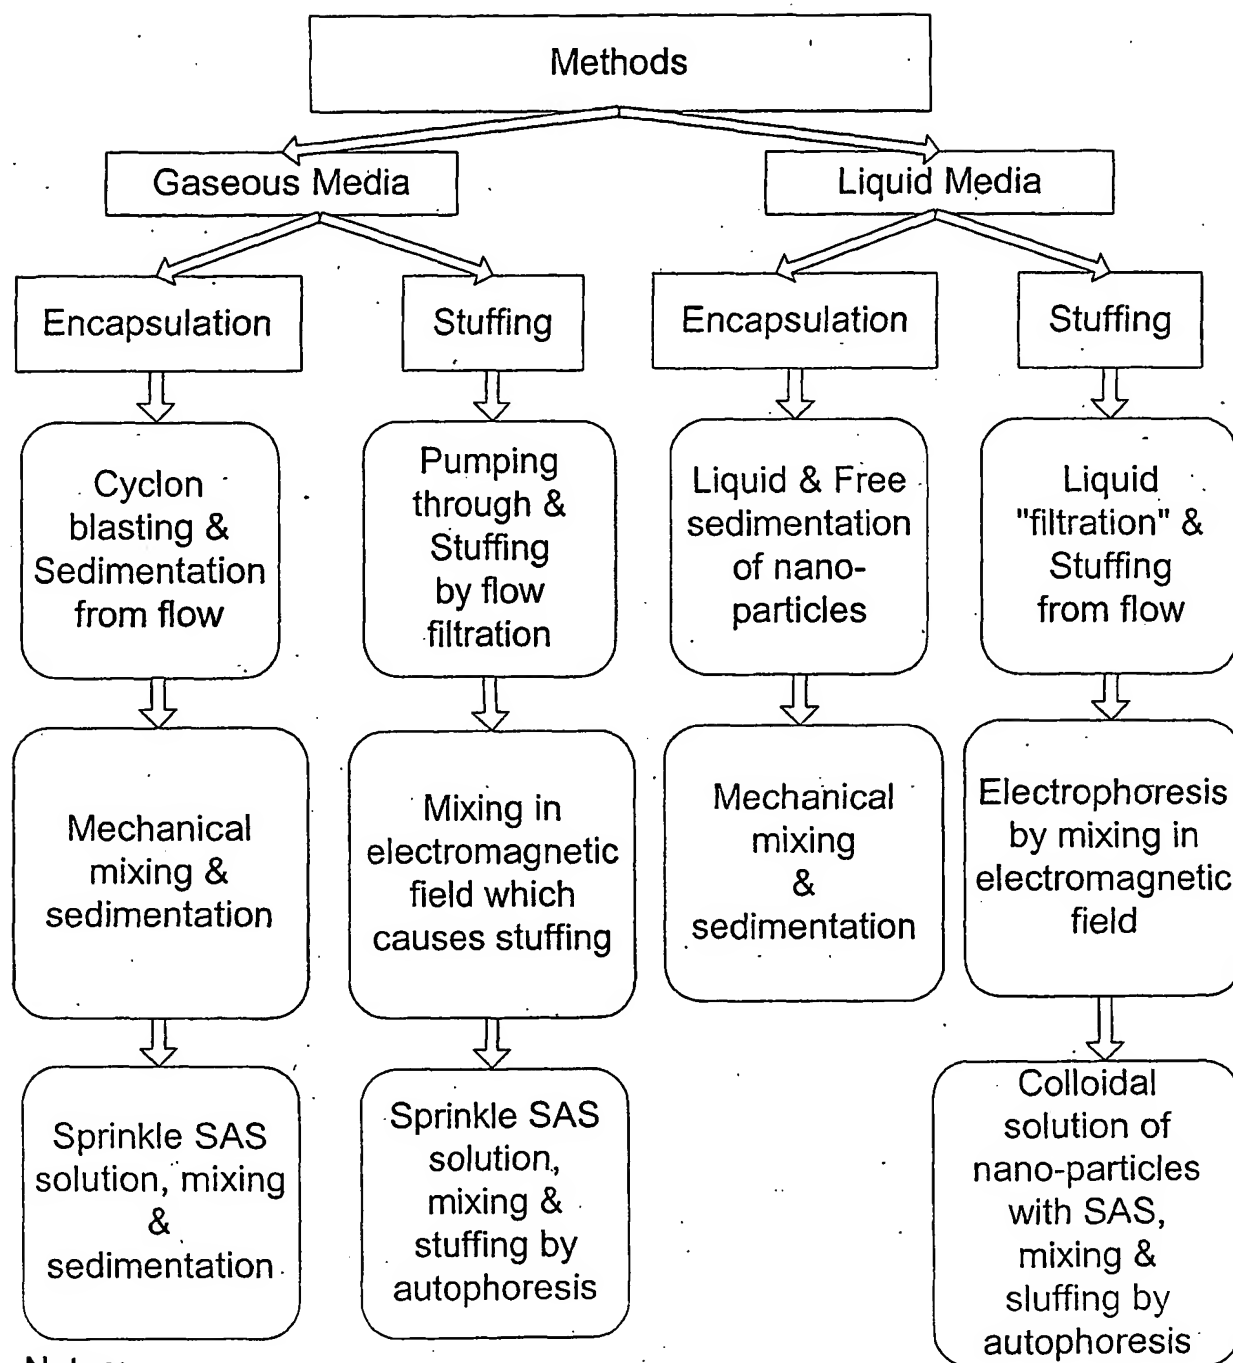 Methods
Gaseous Media
Liquid Media
Encapsulation
Stuffing
Encapsulation
Stuffing
Cyclon
blasting &
Sedimentation
from flow
Pumping
through &
Stuffing
by flow
filtration
Liquid & Free
sedimentation
of nano-
particles
Liquid
"filtration" &
Stuffing
from flow
Mechanical
mixing &
sedimentation
Mixing in
electromagnetic
field which
causes stuffing
Mechanical
mixing
&
sedimentation
Electrophoresis
by mixing in
electromagnetic
field
Sprinkle SAS
solution, mixing
&
sedimentation
Sprinkle SAS
solution,
mixing &
stuffing by
autophoresis
Colloidal
solution of
nano-particles
with SAS,
mixing &
sluffing by
autophoresis